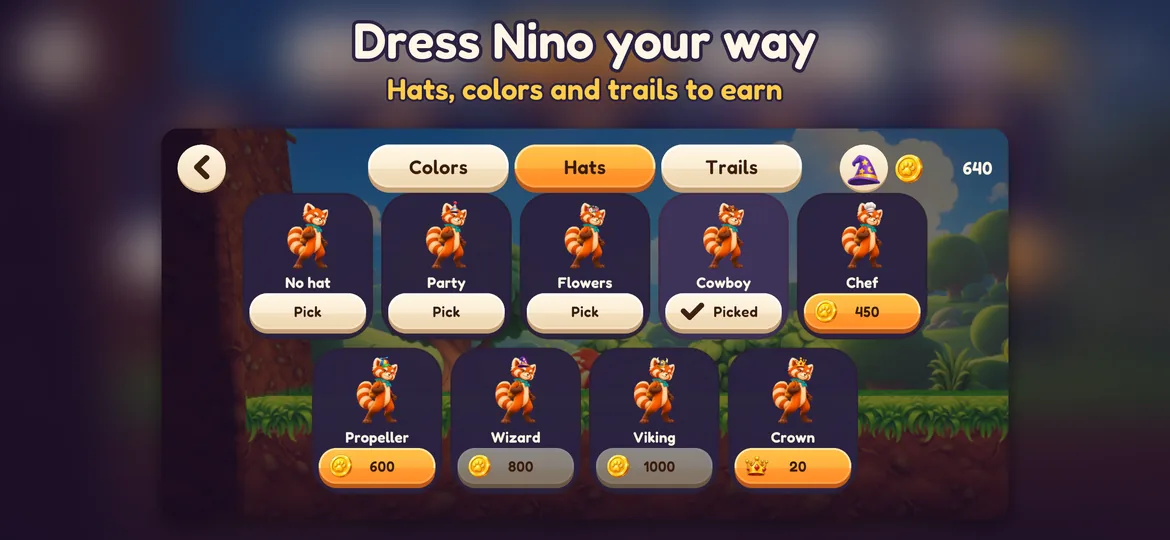 Dress Nino your way
Hats, colors and trails to earn
Colors Hats Trails 640
No hat Party Flowers Cowboy Chef
Pick Pick Pick Picked 450
Propeller Wizard Viking Crown
600 800 1000 20